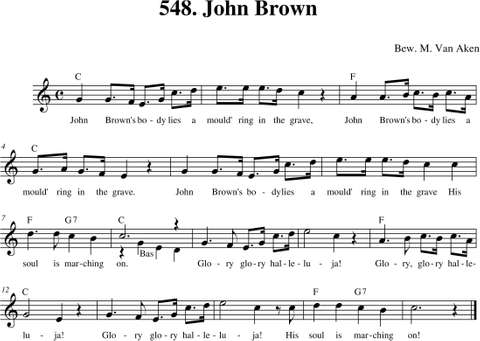 548. John Brown
Bew. M. Van Aken
C F
John Brown's bo - dy lies a mould' ring in the grave, John Brown's bo - dy lies a
4 C
mould' ring in the grave. John Brown's bo - dy lies a mould' ring in the grave His
7 F G7 C
soul is mar - ching on. Bas Glo - ry glo - ry hal - le - lu - ja! Glo - ry, glo - ry hal - le -
12 C F G7 C
lu - ja! Glo - ry glo - ry hal - le - lu - ja! His soul is mar - ching on!